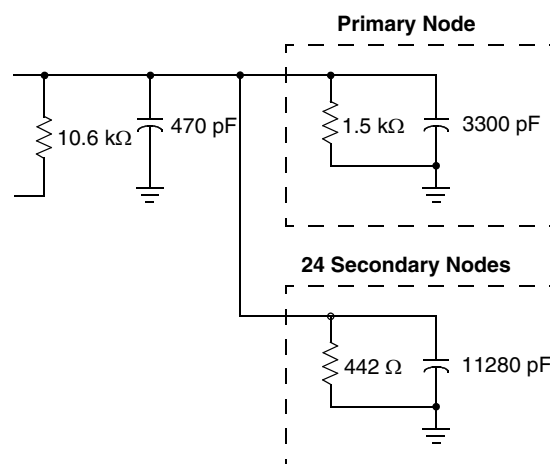 Primary Node
10.6 kΩ
470 pF
1.5 kΩ
3300 pF
24 Secondary Nodes
442 Ω
11280 pF